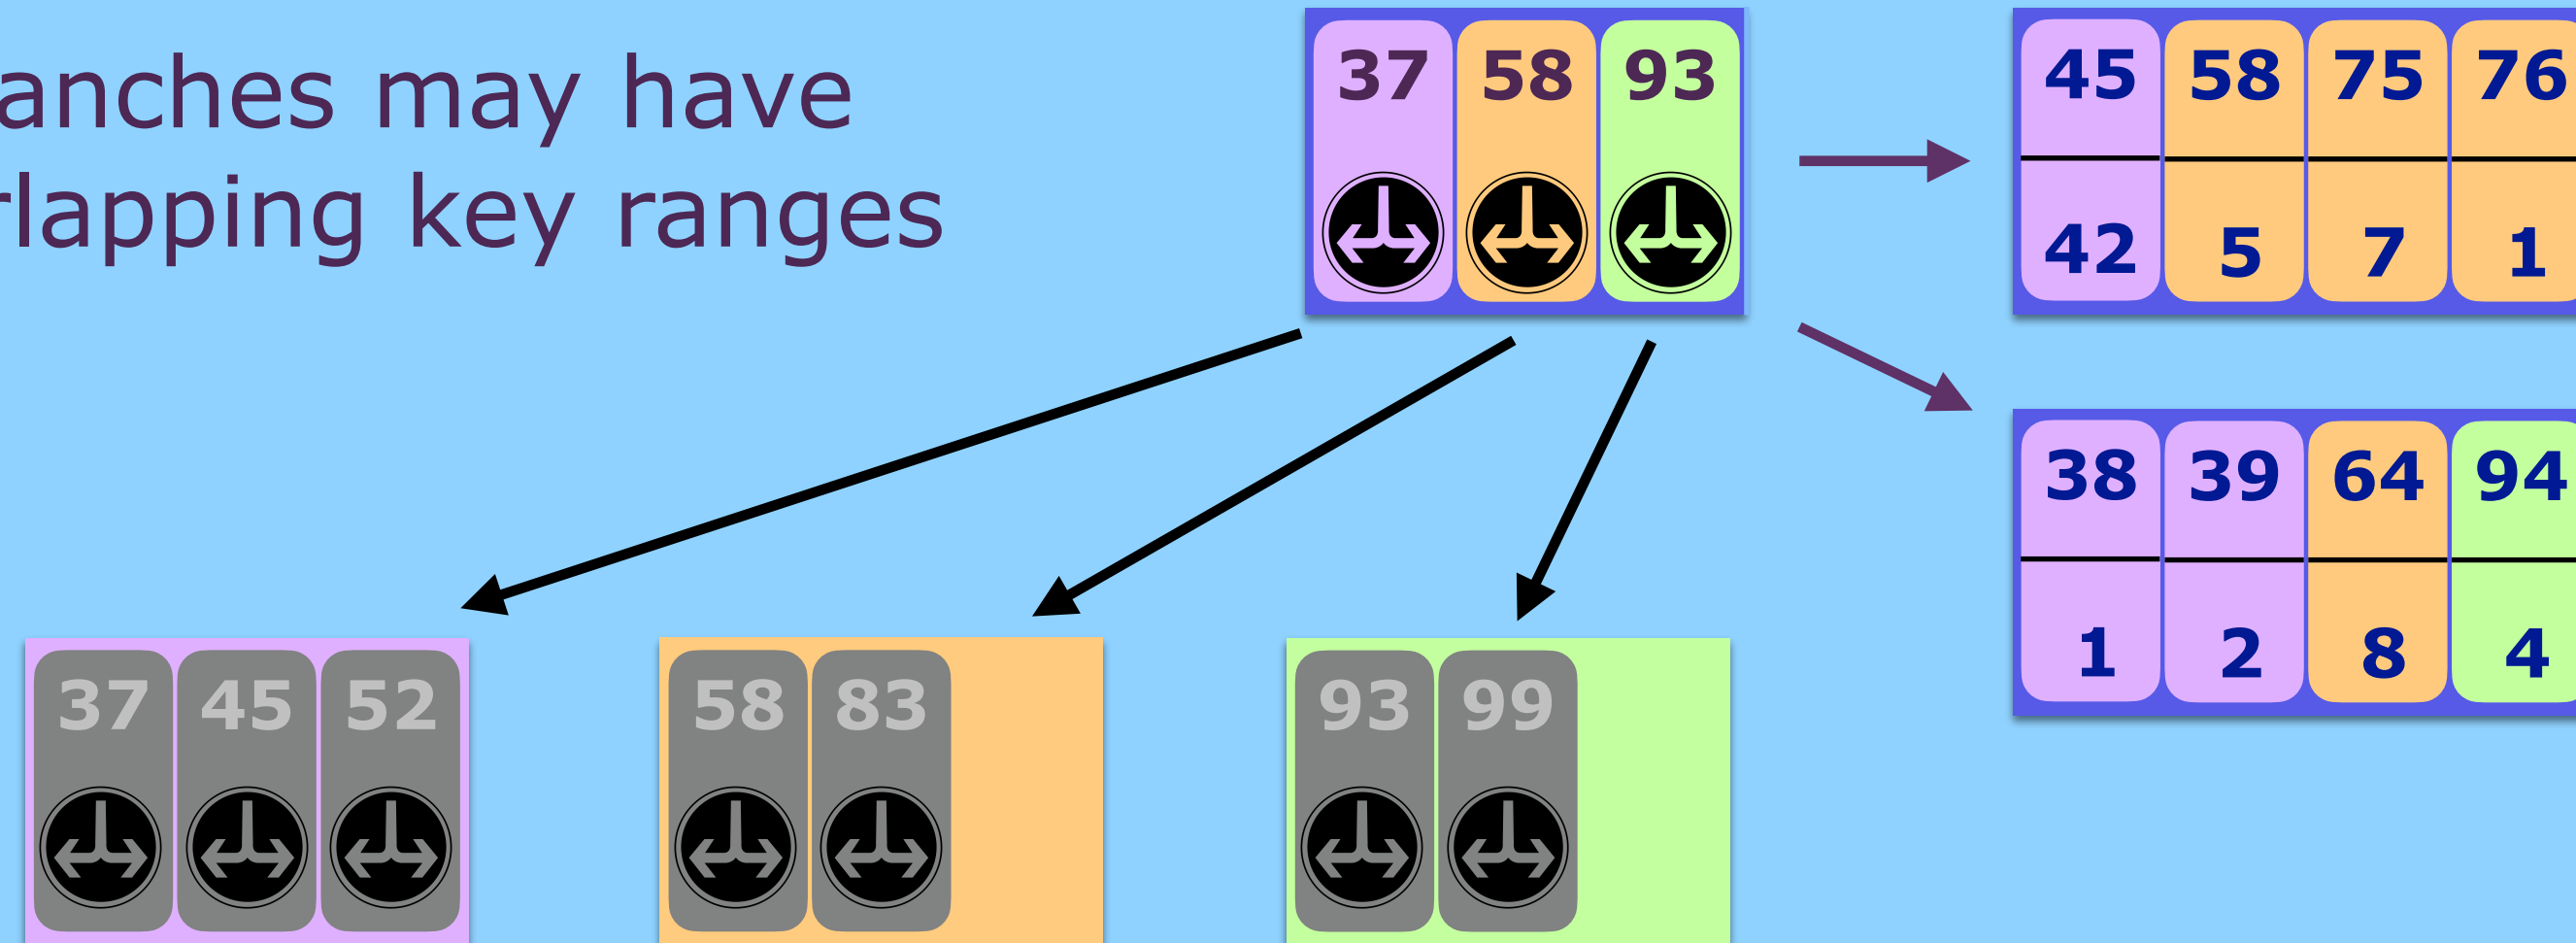 anches may have
rlapping key ranges
37 58 93
45 58 75 76
42 5 7 1
38 39 64 94
1 2 8 4
37 45 52
58 83
93 99